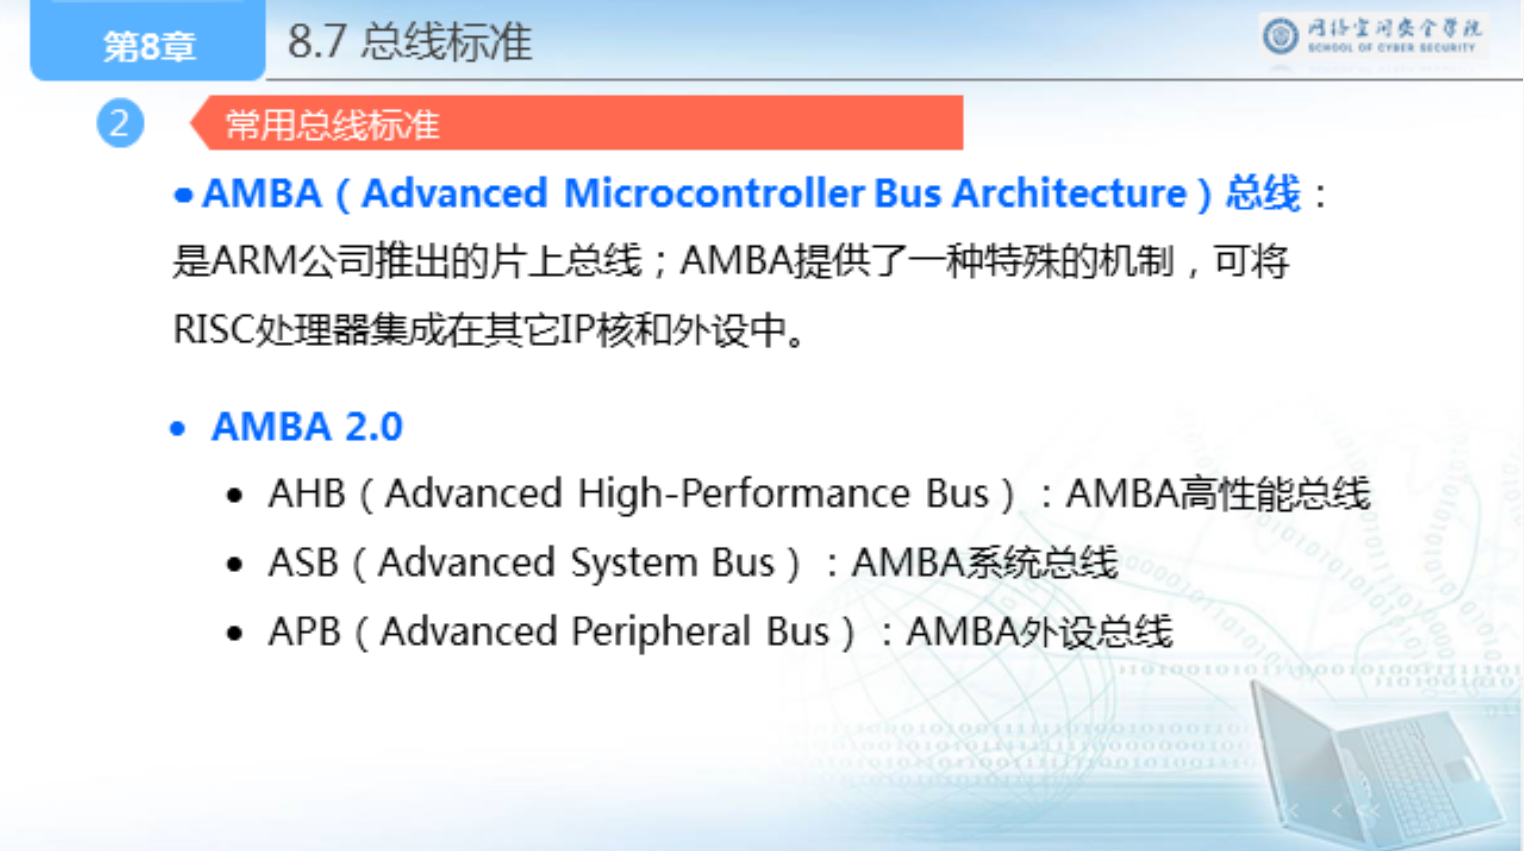 第8章
8.7 总线标准
网络空间安全学院
SCHOOL OF CYBER SECURITY
2
常用总线标准
•AMBA（Advanced Microcontroller Bus Architecture）总线：
是ARM公司推出的片上总线；AMBA提供了一种特殊的机制，可将
RISC处理器集成在其它IP核和外设中。
• AMBA 2.0
• AHB（Advanced High-Performance Bus）：AMBA高性能总线
• ASB（Advanced System Bus）：AMBA系统总线
• APB（Advanced Peripheral Bus）：AMBA外设总线